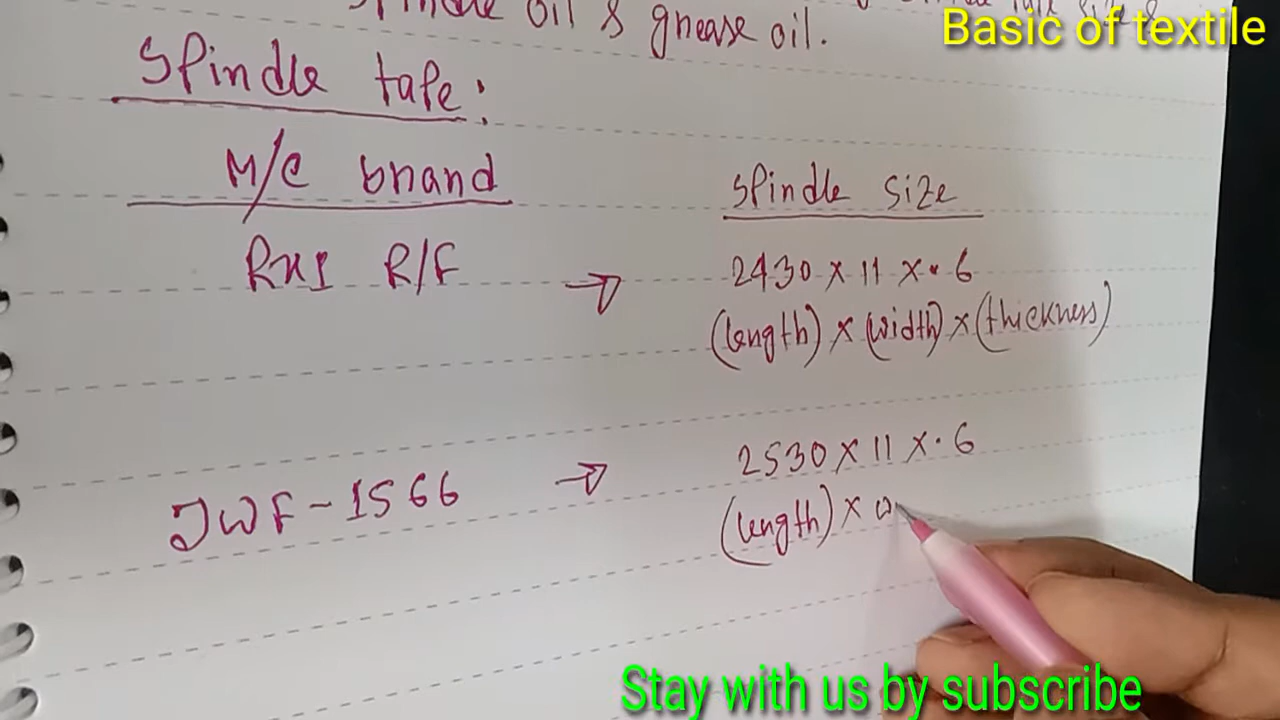 Spindle oil & grease oil.
Basic of textile
Spindle tape:
M/C brand
Spindle size
RxI R/F → 2430 x 11 x .6
(length) x (width) x (thickness)
JWF-1566 → 2530 x 11 x .6
(length) x w
Stay with us by subscribe